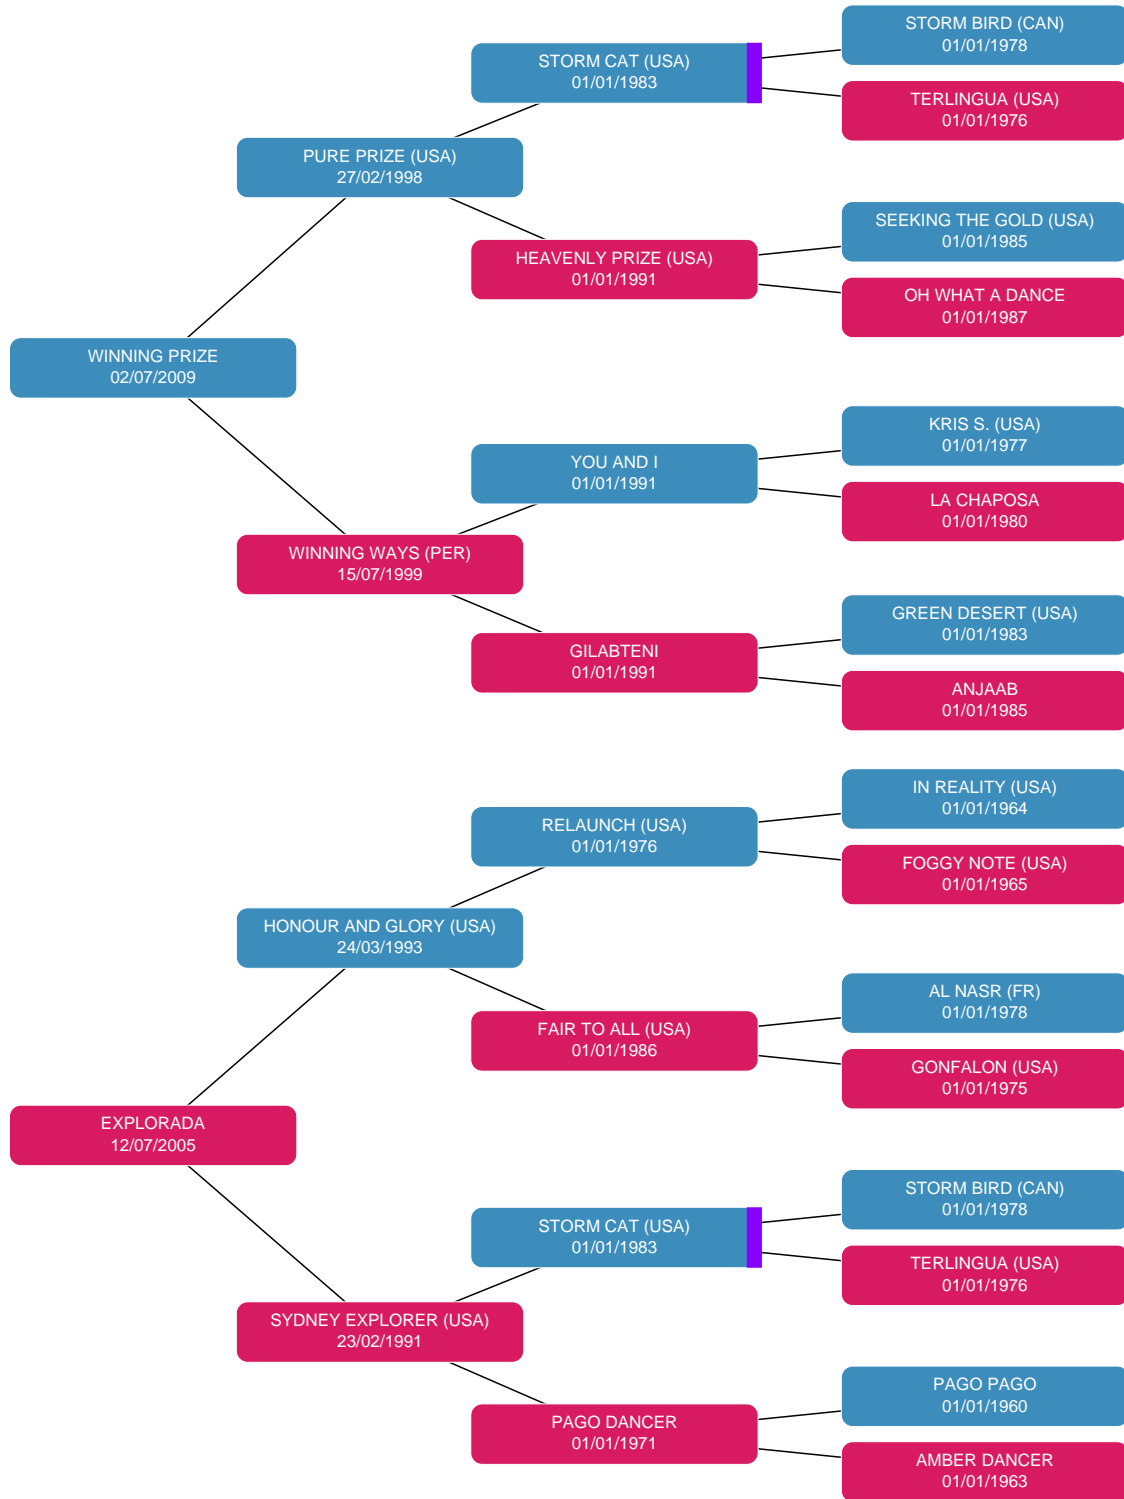 STORM BIRD (CAN)
01/01/1978
STORM CAT (USA)
01/01/1983
TERLINGUA (USA)
01/01/1976
PURE PRIZE (USA)
27/02/1998
SEEKING THE GOLD (USA)
01/01/1985
HEAVENLY PRIZE (USA)
01/01/1991
OH WHAT A DANCE
01/01/1987
WINNING PRIZE
02/07/2009
KRIS S. (USA)
01/01/1977
YOU AND I
01/01/1991
LA CHAPOSA
01/01/1980
WINNING WAYS (PER)
15/07/1999
GREEN DESERT (USA)
01/01/1983
GILABTENI
01/01/1991
ANJAAB
01/01/1985
IN REALITY (USA)
01/01/1964
RELAUNCH (USA)
01/01/1976
FOGGY NOTE (USA)
01/01/1965
HONOUR AND GLORY (USA)
24/03/1993
AL NASR (FR)
01/01/1978
FAIR TO ALL (USA)
01/01/1986
GONFALON (USA)
01/01/1975
EXPLORADA
12/07/2005
STORM BIRD (CAN)
01/01/1978
STORM CAT (USA)
01/01/1983
TERLINGUA (USA)
01/01/1976
SYDNEY EXPLORER (USA)
23/02/1991
PAGO PAGO
01/01/1960
PAGO DANCER
01/01/1971
AMBER DANCER
01/01/1963